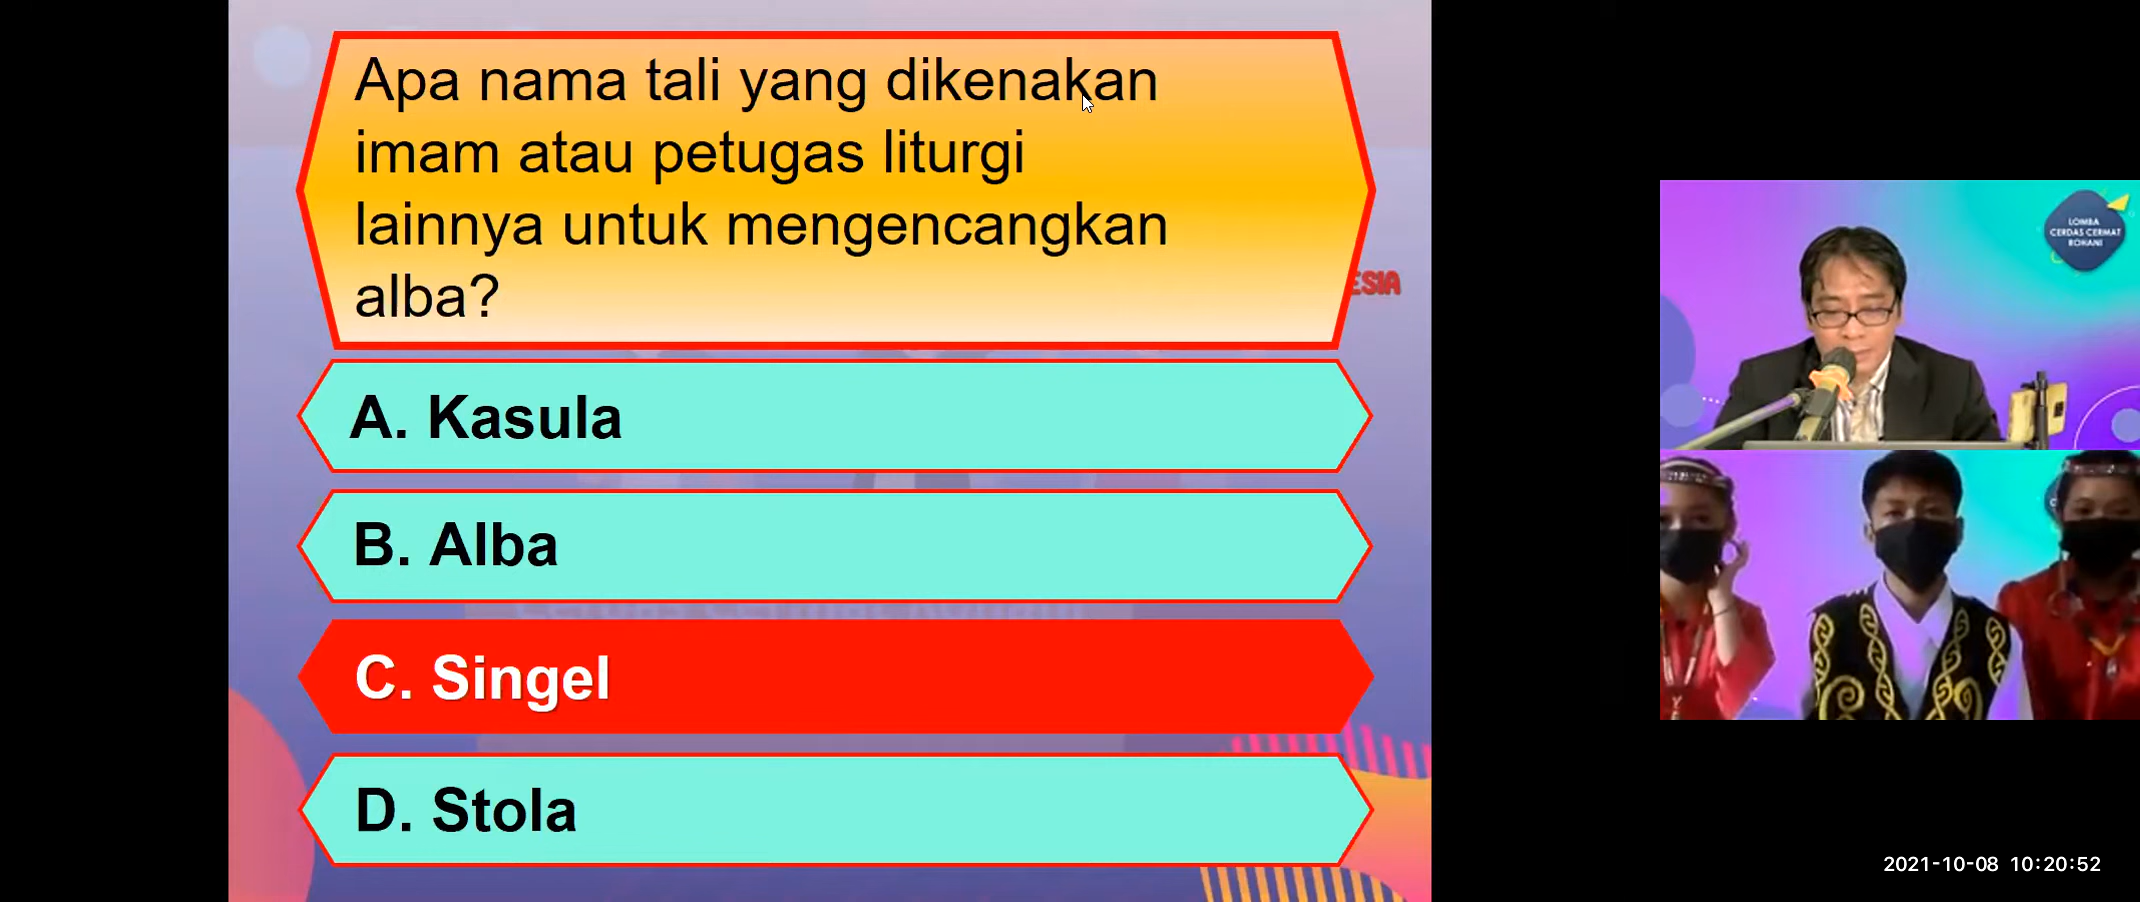 Apa nama tali yang dikenakan
imam atau petugas liturgi
lainnya untuk mengencangkan
alba?
ESIA
A. Kasula
B. Alba
C. Singel
D. Stola
LOMBA
CERDAS CERMAT
ROHANI
2021-10-08 10:20:52